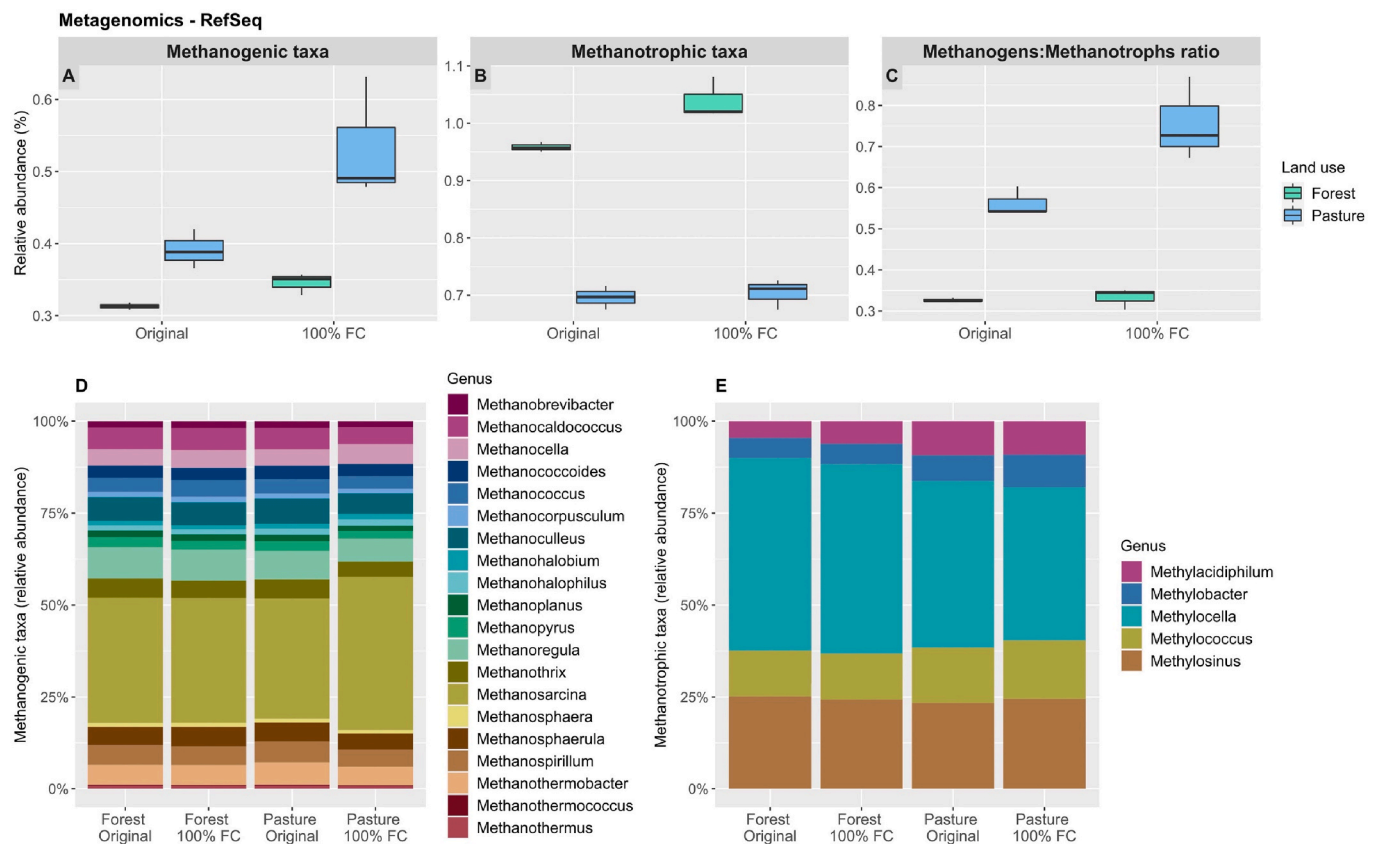 Metagenomics - RefSeq
Methanogenic taxa
Methanotrophic taxa
Methanogens:Methanotrophs ratio
A
B
C
Relative abundance (%)
0.6
0.5
0.4
0.3
1.1
1.0
0.9
0.8
0.7
0.8
0.7
0.6
0.5
0.4
0.3
Original
100% FC
Original
100% FC
Original
100% FC
Land use
Forest
Pasture
D
Methanogenic taxa (relative abundance)
100%
75%
50%
25%
0%
Forest
Original
Forest
100% FC
Pasture
Original
Pasture
100% FC
Genus
Methanobrevibacter
Methanocaldococcus
Methanocella
Methanococcoides
Methanococcus
Methanocorpusculum
Methanoculleus
Methanohalobium
Methanohalophilus
Methanoplanus
Methanopyrus
Methanoregula
Methanothrix
Methanosarcina
Methanosphaera
Methanosphaerula
Methanospirillum
Methanothermobacter
Methanothermococcus
Methanothermus
E
Methanotrophic taxa (relative abundance)
100%
75%
50%
25%
0%
Forest
Original
Forest
100% FC
Pasture
Original
Pasture
100% FC
Genus
Methylacidiphilum
Methylobacter
Methylocella
Methylococcus
Methylosinus